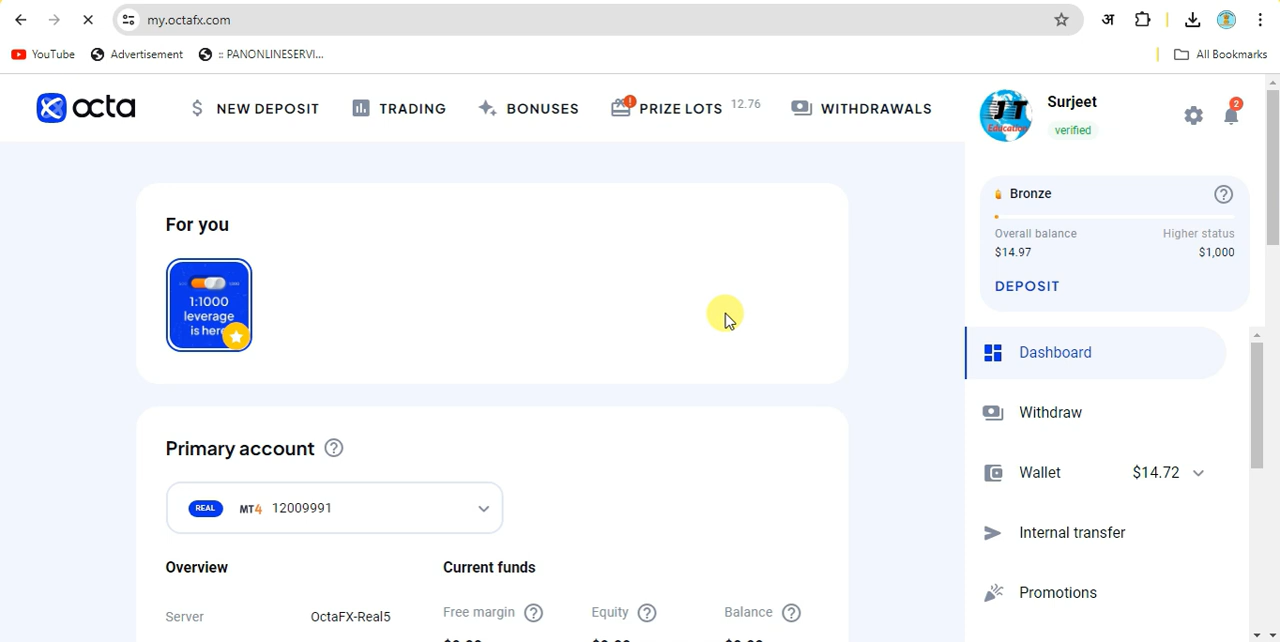 my.octafx.com
अ
YouTube Advertisement :: PANONLINESERVI... All Bookmarks
octa NEW DEPOSIT TRADING BONUSES PRIZE LOTS 12.76 WITHDRAWALS
JT
Education
Surjeet
verified
2
For you
1:1000
leverage
is here
Bronze
Overall balance Higher status
$14.97 $1,000
DEPOSIT
Dashboard
Withdraw
Wallet $14.72
Internal transfer
Promotions
Primary account
REAL MT4 12009991
Overview Current funds
Server OctaFX-Real5 Free margin Equity Balance